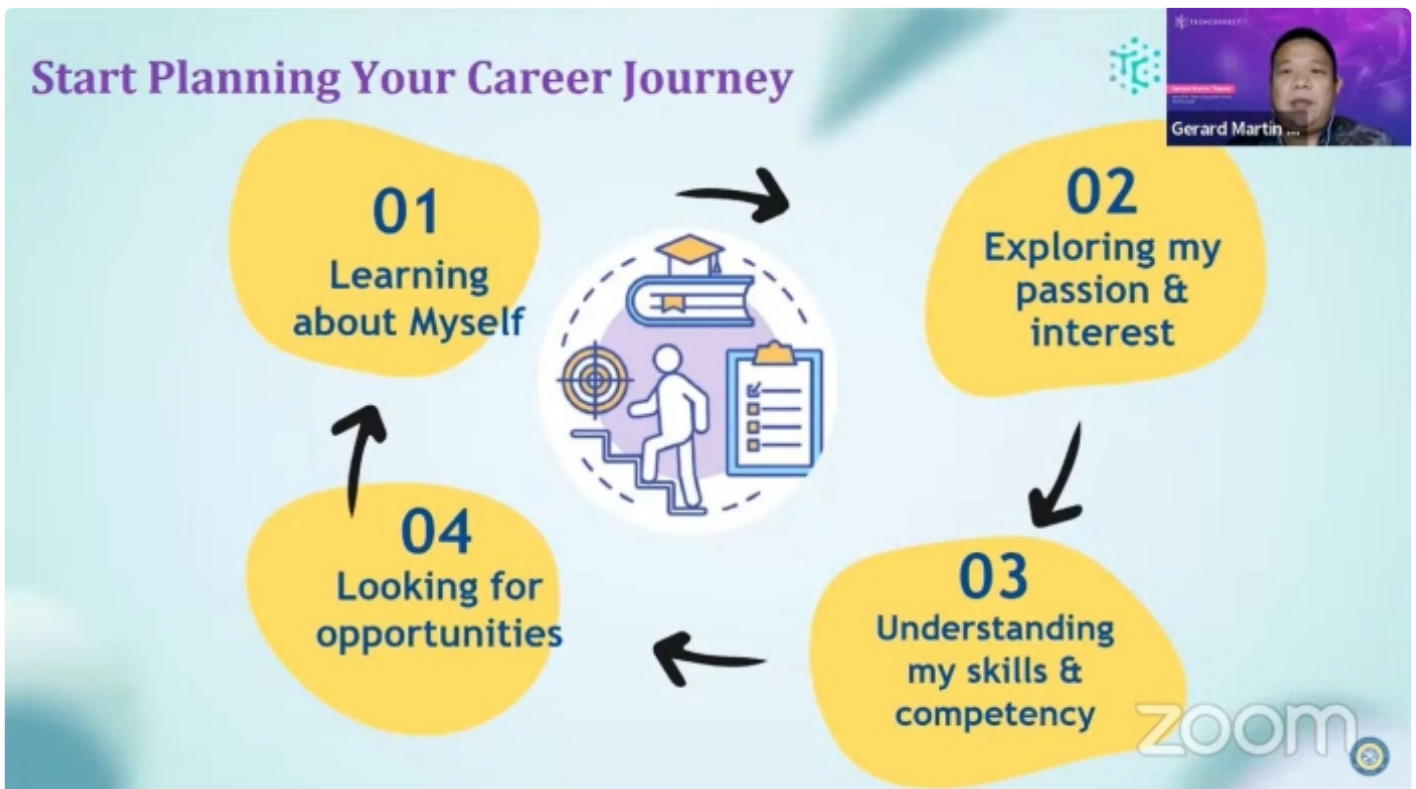 Start Planning Your Career Journey
TECHCONNECT
Gerard Martin ...
01
Learning
about Myself
02
Exploring my
passion &
interest
03
Understanding
my skills &
competency
04
Looking for
opportunities
zoom